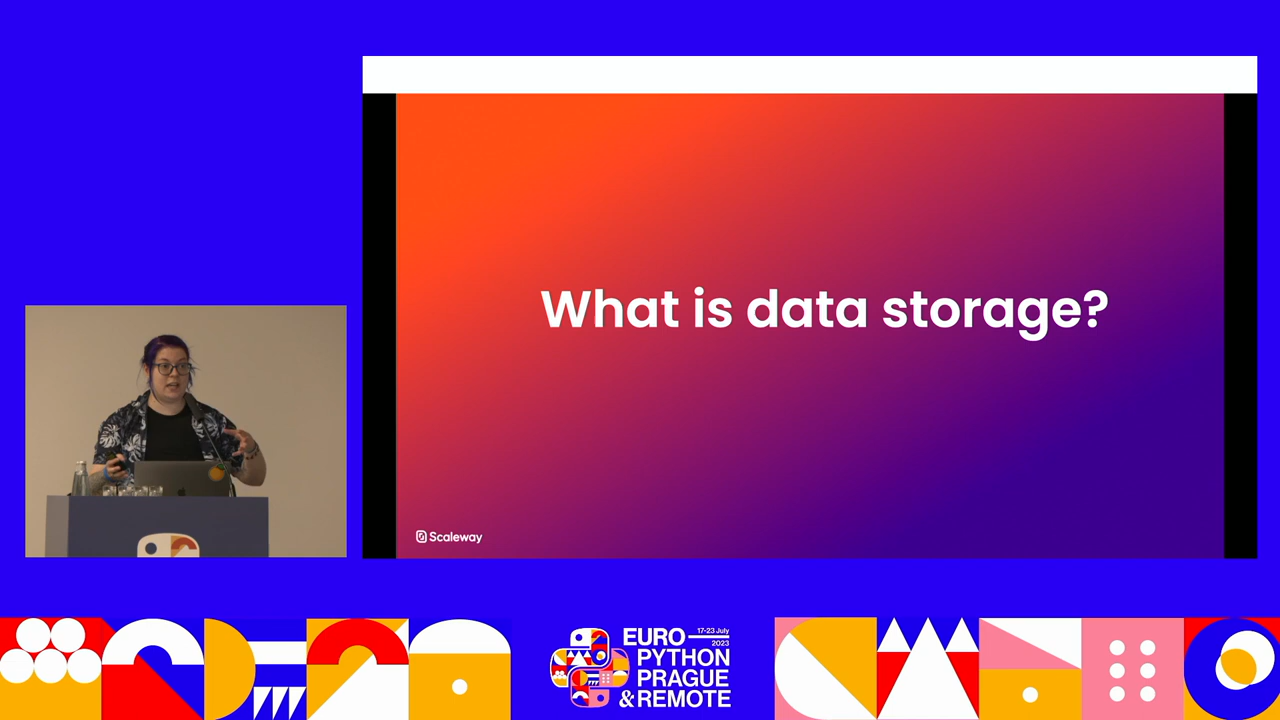 What is data storage?
Scaleway
17-23 July
2023
EURO
PYTHON
PRAGUE
& REMOTE